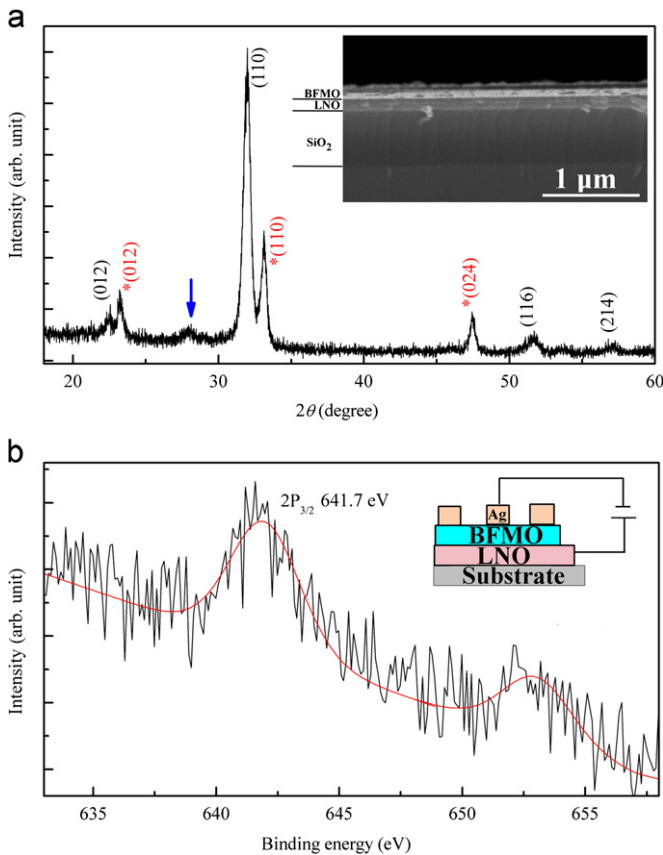 a
Intensity (arb. unit)
(012)
*(012)
(110)
*(110)
*(024)
(116)
(214)
BFMO
LNO
SiO₂
1 μm
20 30 40 50 60
2θ (degree)
b
Intensity (arb. unit)
2P₃/₂ 641.7 eV
Ag
BFMO
LNO
Substrate
635 640 645 650 655
Binding energy (eV)